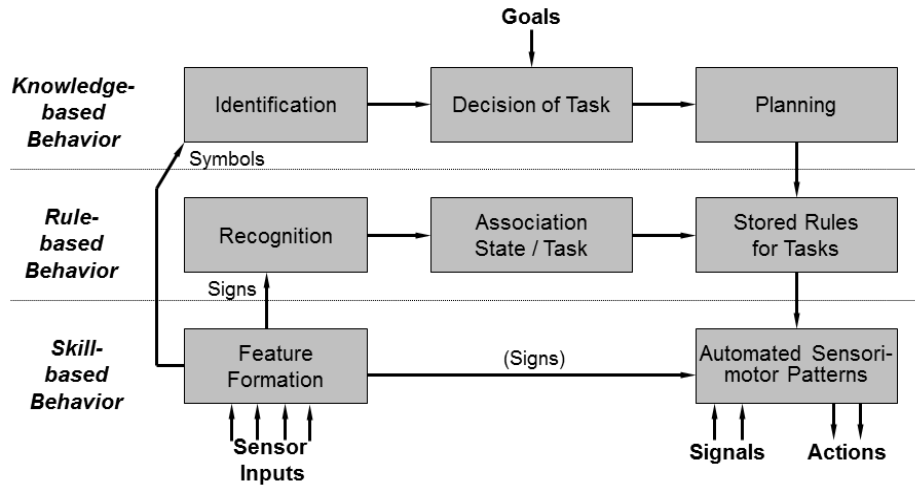 Goals
Knowledge-
based
Behavior
Identification
Decision of Task
Planning
Symbols
Rule-
based
Behavior
Recognition
Association
State / Task
Stored Rules
for Tasks
Signs
Skill-
based
Behavior
Feature
Formation
(Signs)
Automated Sensori-
motor Patterns
Sensor
Inputs
Signals
Actions